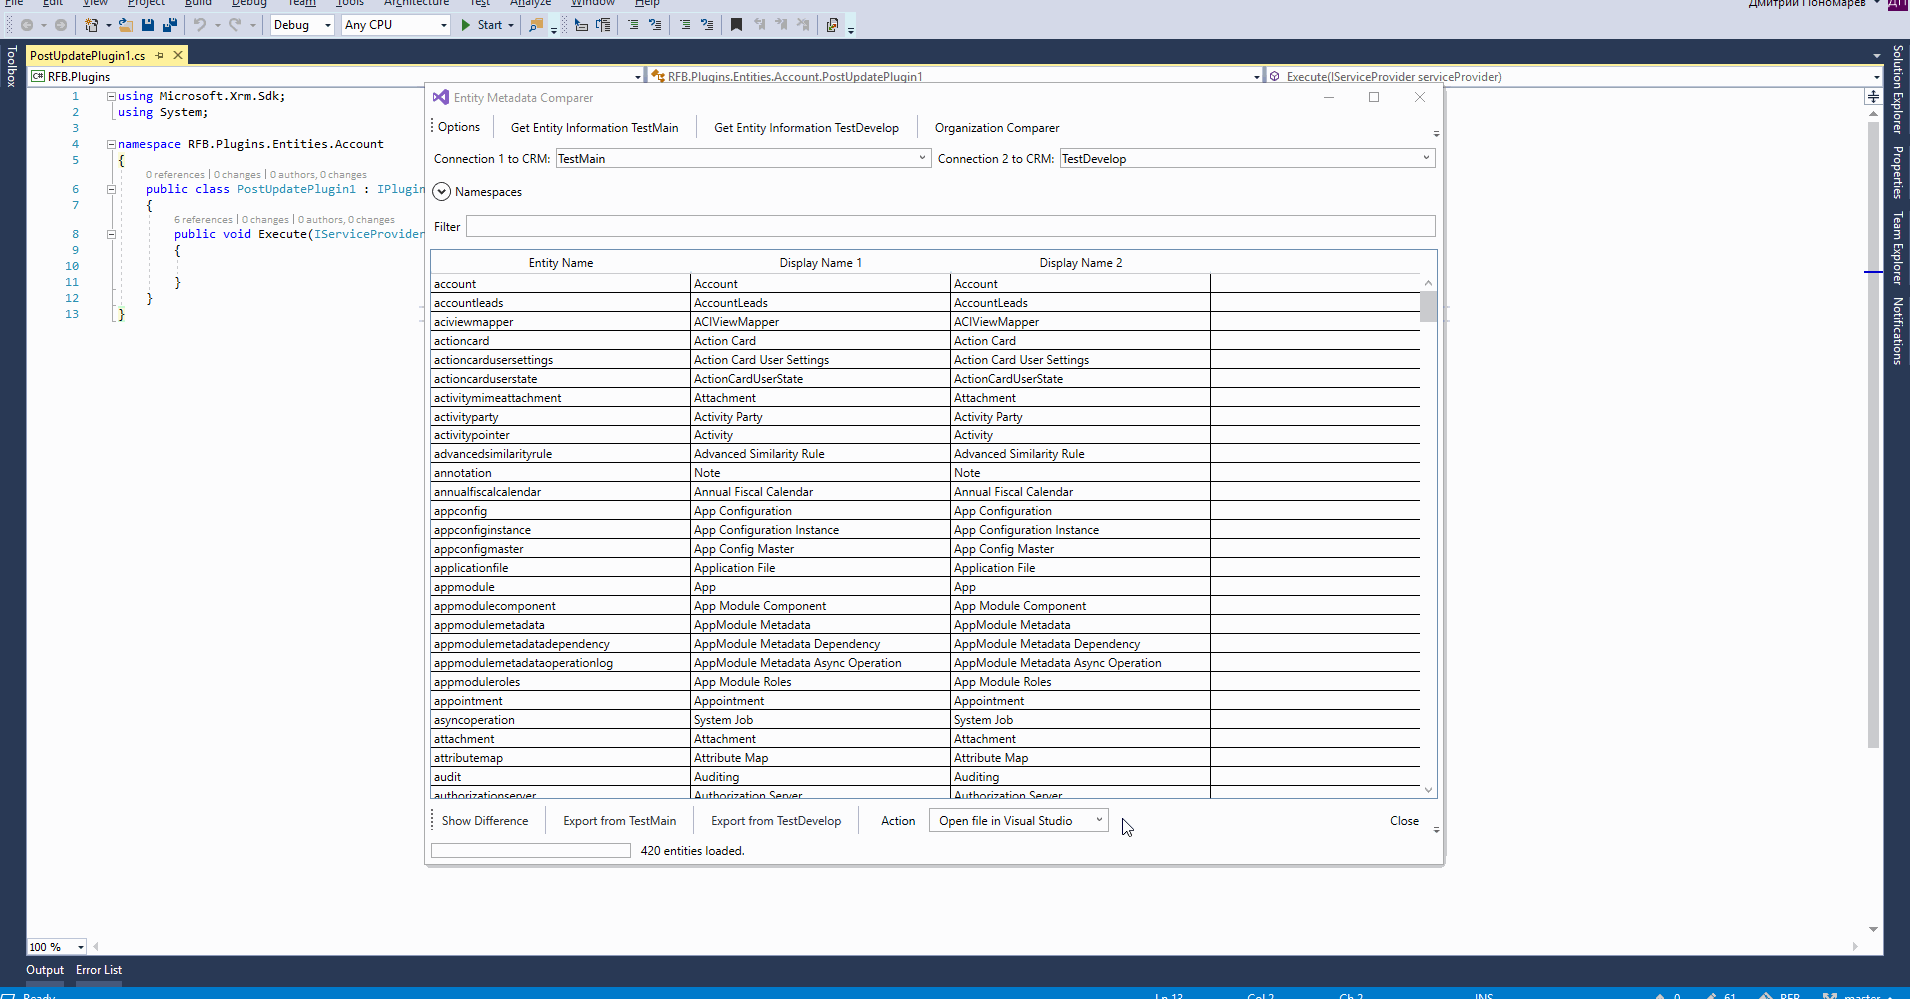 File Edit View Project Build Debug Team Tools Architecture Test Analyze Window Help
Дмитрий Пономарев ДП
Debug Any CPU Start
Toolbox
PostUpdatePlugin1.cs
C# RFB.Plugins RFB.Plugins.Entities.Account.PostUpdatePlugin1 Execute(IServiceProvider serviceProvider)
1 using Microsoft.Xrm.Sdk;
2 using System;
3
4 namespace RFB.Plugins.Entities.Account
5 {
0 references | 0 changes | 0 authors, 0 changes
6 public class PostUpdatePlugin1 : IPlugin
7 {
6 references | 0 changes | 0 authors, 0 changes
8 public void Execute(IServiceProvider
9 {
10
11 }
12 }
13 }
Entity Metadata Comparer
Options Get Entity Information TestMain Get Entity Information TestDevelop Organization Comparer
Connection 1 to CRM: TestMain Connection 2 to CRM: TestDevelop
Namespaces
Filter
Entity Name Display Name 1 Display Name 2
account Account Account
accountleads AccountLeads AccountLeads
aciviewmapper ACIViewMapper ACIViewMapper
actioncard Action Card Action Card
actioncardusersettings Action Card User Settings Action Card User Settings
actioncarduserstate ActionCardUserState ActionCardUserState
activitymimeattachment Attachment Attachment
activityparty Activity Party Activity Party
activitypointer Activity Activity
advancedsimilarityrule Advanced Similarity Rule Advanced Similarity Rule
annotation Note Note
annualfiscalcalendar Annual Fiscal Calendar Annual Fiscal Calendar
appconfig App Configuration App Configuration
appconfiginstance App Configuration Instance App Configuration Instance
appconfigmaster App Config Master App Config Master
applicationfile Application File Application File
appmodule App App
appmodulecomponent App Module Component App Module Component
appmodulemetadata AppModule Metadata AppModule Metadata
appmodulemetadatadependency AppModule Metadata Dependency AppModule Metadata Dependency
appmodulemetadataoperationlog AppModule Metadata Async Operation AppModule Metadata Async Operation
appmoduleroles App Module Roles App Module Roles
appointment Appointment Appointment
asyncoperation System Job System Job
attachment Attachment Attachment
attributemap Attribute Map Attribute Map
audit Auditing Auditing
authorizationserver Authorization Server Authorization Server
Show Difference Export from TestMain Export from TestDevelop Action Open file in Visual Studio Close
420 entities loaded.
Solution Explorer
Properties
Team Explorer
Notifications
100 %
Output Error List
Ready Ln 13 Col 2 Ch 2 INS 0 61 RFB master